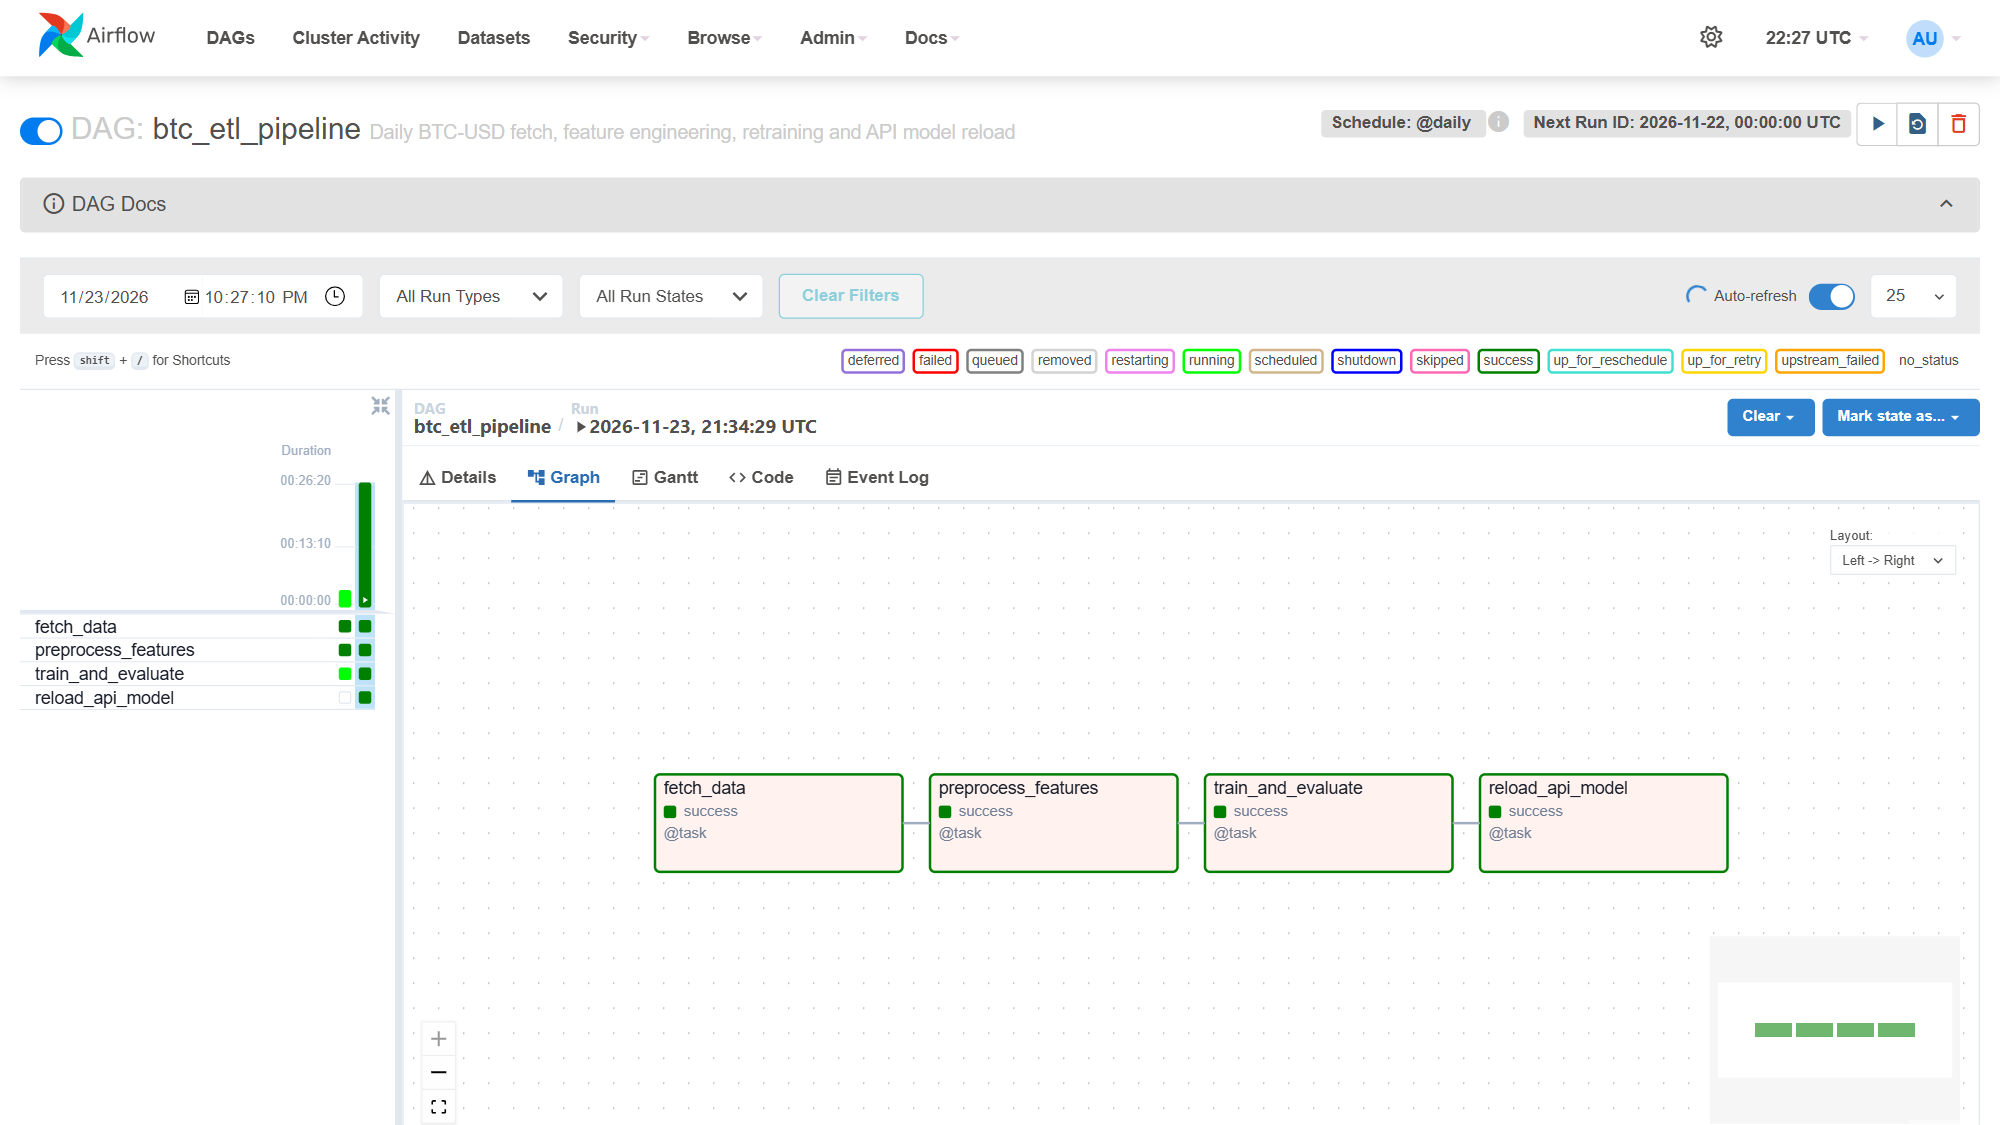 Airflow DAGs Cluster Activity Datasets Security Browse Admin Docs 22:27 UTC AU
DAG: btc_etl_pipeline Daily BTC-USD fetch, feature engineering, retraining and API model reload Schedule: @daily Next Run ID: 2026-11-22, 00:00:00 UTC
DAG Docs
11/23/2026 10:27:10 PM All Run Types All Run States Clear Filters Auto-refresh 25
Press shift + / for Shortcuts deferred failed queued removed restarting running scheduled shutdown skipped success up_for_reschedule up_for_retry upstream_failed no_status
DAG Run
btc_etl_pipeline / 2026-11-23, 21:34:29 UTC Clear Mark state as...
Duration
00:26:20
00:13:10
00:00:00
fetch_data
preprocess_features
train_and_evaluate
reload_api_model
Details Graph Gantt Code Event Log
Layout:
Left -> Right
fetch_data
success
@task
preprocess_features
success
@task
train_and_evaluate
success
@task
reload_api_model
success
@task